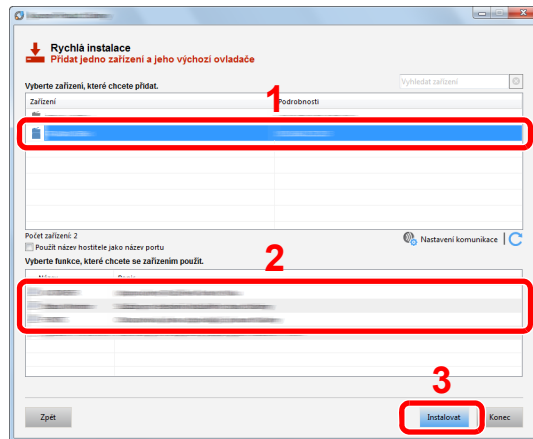 Rychlá instalace
Přidat jedno zařízení a jeho výchozí ovladače
Vyberte zařízení, které chcete přidat.
Vyhledat zařízení
1
Zařízení
Podrobnosti
Počet zařízení: 2
Použít název hostitele jako název portu
Nastavení komunikace
Vyberte funkce, které chcete se zařízením použít.
2
Název
Popis
3
Zpět
Instalovat
Konec